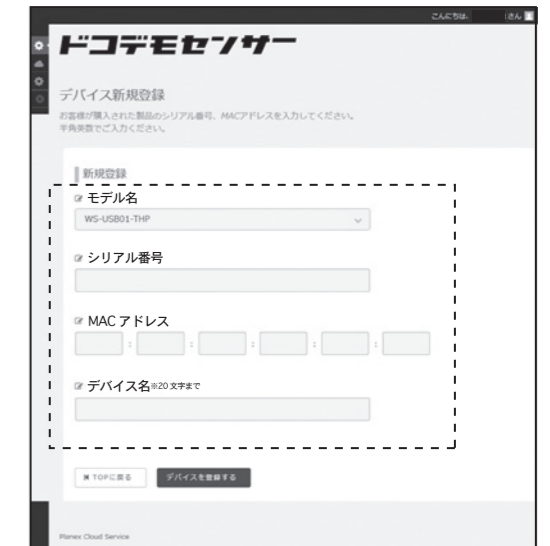 こんにちは、 さん
ドコデモセンサー
デバイス新規登録
お客様が購入された製品のシリアル番号、MACアドレスを入力してください。
半角英数でご入力ください。
新規登録
モデル名
WS-USB01-THP
シリアル番号
MAC アドレス
: : : : :
デバイス名※20 文字まで
TOPに戻る デバイスを登録する
Planex Cloud Service